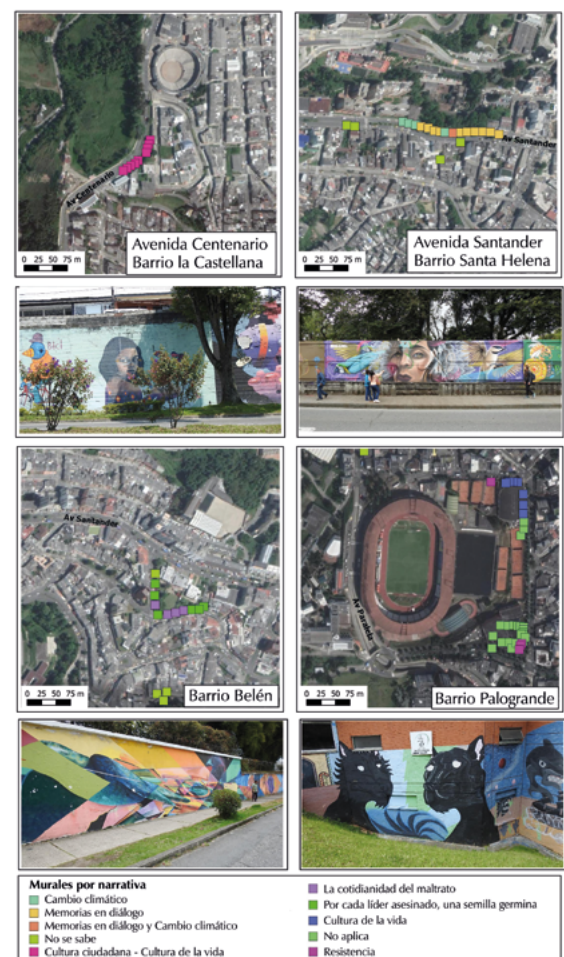 Av Centenario
Avenida Centenario
Barrio la Castellana
0 25 50 75 m
Av Santander
Avenida Santander
Barrio Santa Helena
0 25 50 75 m
Av Santander
Barrio Belén
0 25 50 75 m
Av Paralela
Barrio Palogrande
0 25 50 75 m
Murales por narrativa
Cambio climático
Memorias en diálogo
Memorias en diálogo y Cambio climático
No se sabe
Cultura ciudadana - Cultura de la vida
La cotidianidad del maltrato
Por cada líder asesinado, una semilla germina
Cultura de la vida
No aplica
Resistencia